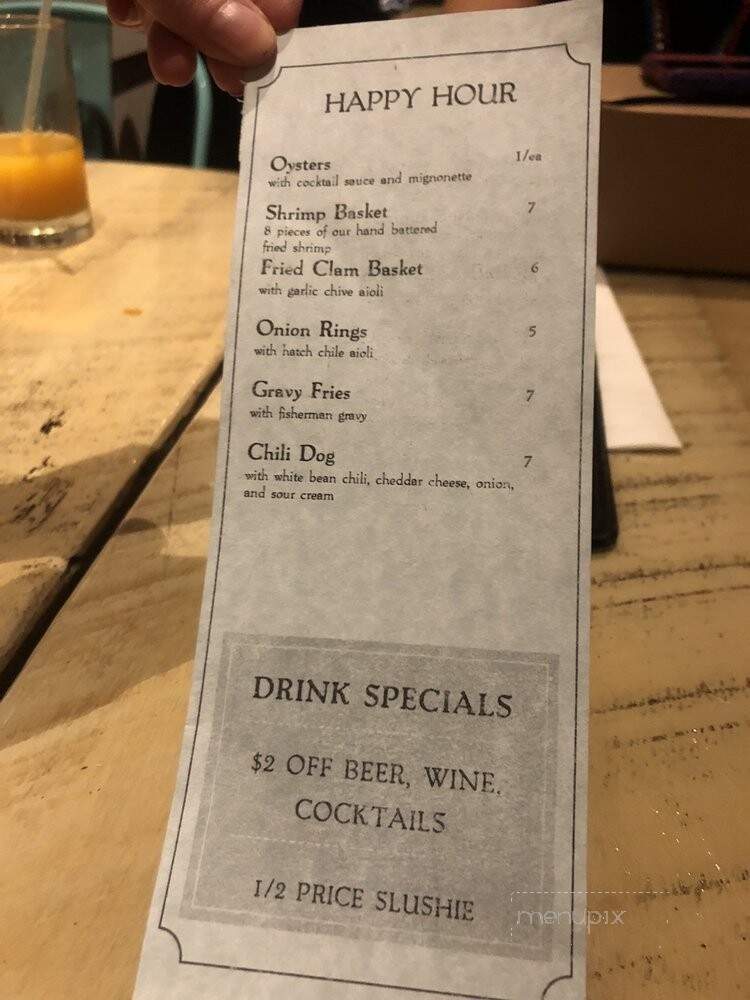 HAPPY HOUR
Oysters 1/ea
with cocktail sauce and mignonette
Shrimp Basket 7
8 pieces of our hand battered
fried shrimp
Fried Clam Basket 6
with garlic chive aioli
Onion Rings 5
with hatch chile aioli
Gravy Fries 7
with fisherman gravy
Chili Dog 7
with white bean chili, cheddar cheese, onion,
and sour cream
DRINK SPECIALS
$2 OFF BEER, WINE,
COCKTAILS
1/2 PRICE SLUSHIE
menupix